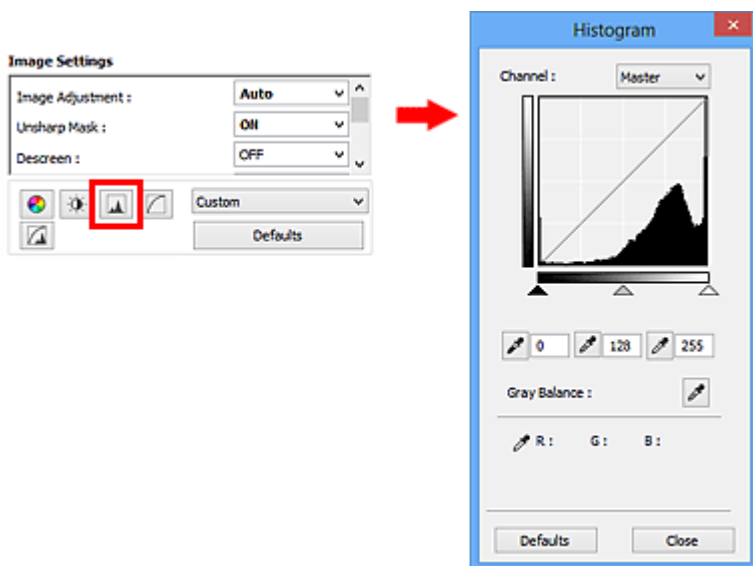 Image Settings
Image Adjustment : Auto
Unsharp Mask : ON
Descreen : OFF
Custom
Defaults
Histogram
Channel : Master
0 128 255
Gray Balance :
R : G : B :
Defaults Close